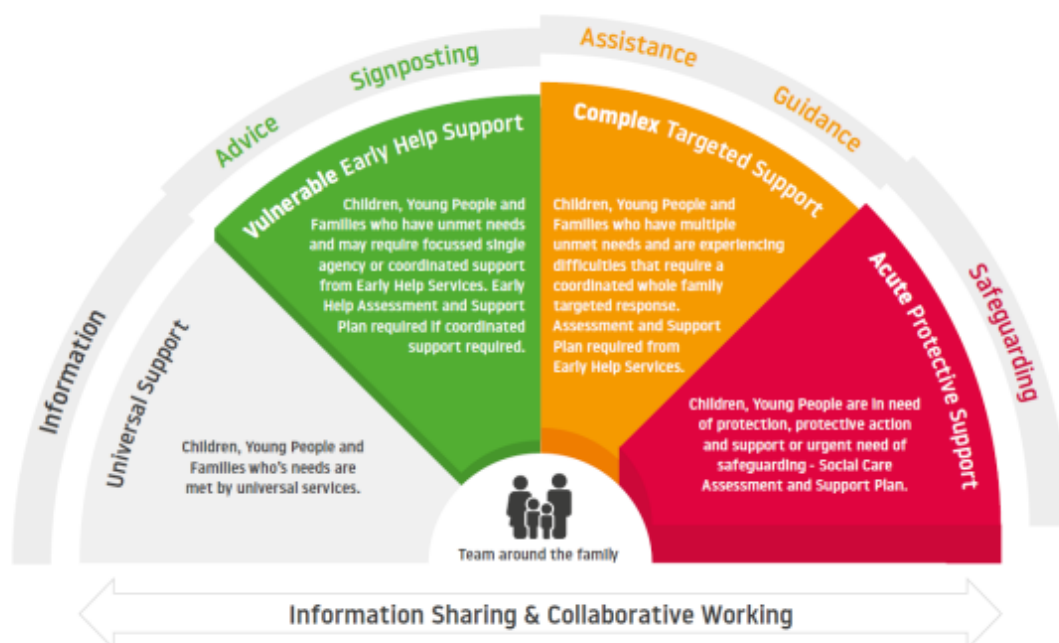 Information
Advice
Signposting
Assistance
Guidance
Safeguarding
Universal Support
Children, Young People and
Families who's needs are
met by universal services.
Vulnerable Early Help Support
Children, Young People and
Families who have unmet needs
and may require focussed single
agency or coordinated support
from Early Help Services. Early
Help Assessment and Support
Plan required if coordinated
support required.
Complex Targeted Support
Children, Young People and
Families who have multiple
unmet needs and are experiencing
difficulties that require a
coordinated whole family
targeted response.
Assessment and Support
Plan required from
Early Help Services.
Acute Protective Support
Children, Young People are in need
of protection, protective action
and support or urgent need of
safeguarding - Social Care
Assessment and Support Plan.
Team around the family
Information Sharing & Collaborative Working